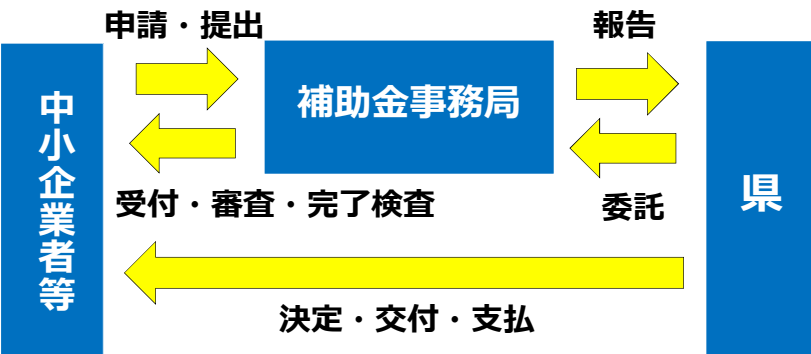 申請・提出
報告
中小企業者等
補助金事務局
県
受付・審査・完了検査
委託
決定・交付・支払